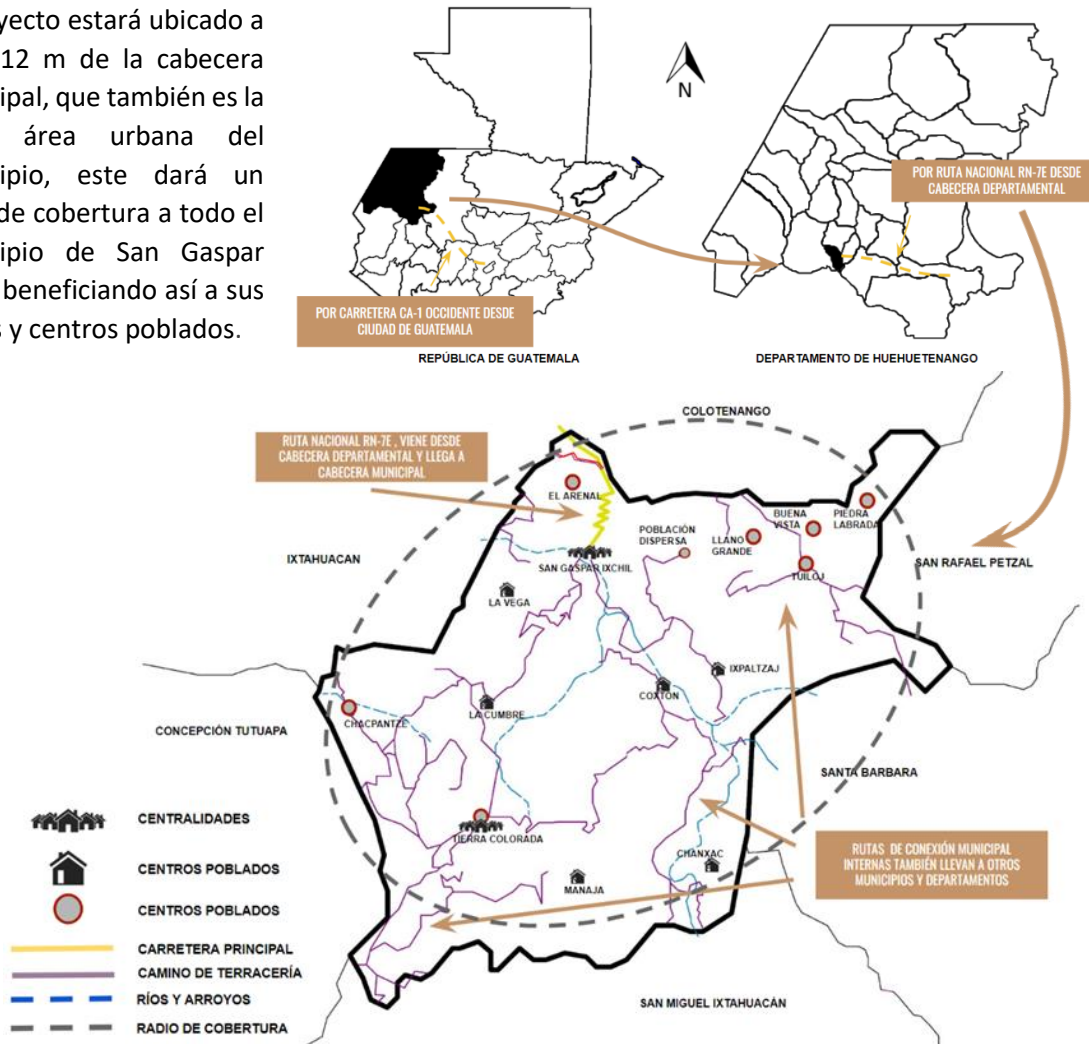 yecto estará ubicado a
12 m de la cabecera
ipal, que también es la
área urbana del
ipio, este dará un
de cobertura a todo el
ipio de San Gaspar
beneficiando así a sus
s y centros poblados.
N
POR RUTA NACIONAL RN-7E DESDE
CABECERA DEPARTAMENTAL
POR CARRETERA CA-1 OCCIDENTE DESDE
CIUDAD DE GUATEMALA
REPÚBLICA DE GUATEMALA
DEPARTAMENTO DE HUEHUETENANGO
COLOTENANGO
RUTA NACIONAL RN-7E , VIENE DESDE
CABECERA DEPARTAMENTAL Y LLEGA A
CABECERA MUNICIPAL
EL ARENAL
BUENA
VISTA
PIEDRA
LABRADA
POBLACIÓN
DISPERSA
LLANO
GRANDE
IXTAHUACAN
SAN GASPAR IXCHIL
TUILOJ
SAN RAFAEL PETZAL
LA VEGA
IXPALTZAJ
COXTON
LA CUMBRE
CHACPANTZE
CONCEPCIÓN TUTUAPA
SANTA BARBARA
CENTRALIDADES
TIERRA COLORADA
RUTAS DE CONEXIÓN MUNICIPAL
INTERNAS TAMBIÉN LLEVAN A OTROS
MUNICIPIOS Y DEPARTAMENTOS
CHANXAC
CENTROS POBLADOS
MANAJA
CENTROS POBLADOS
CARRETERA PRINCIPAL
CAMINO DE TERRACERÍA
RÍOS Y ARROYOS
SAN MIGUEL IXTAHUACÁN
RADIO DE COBERTURA